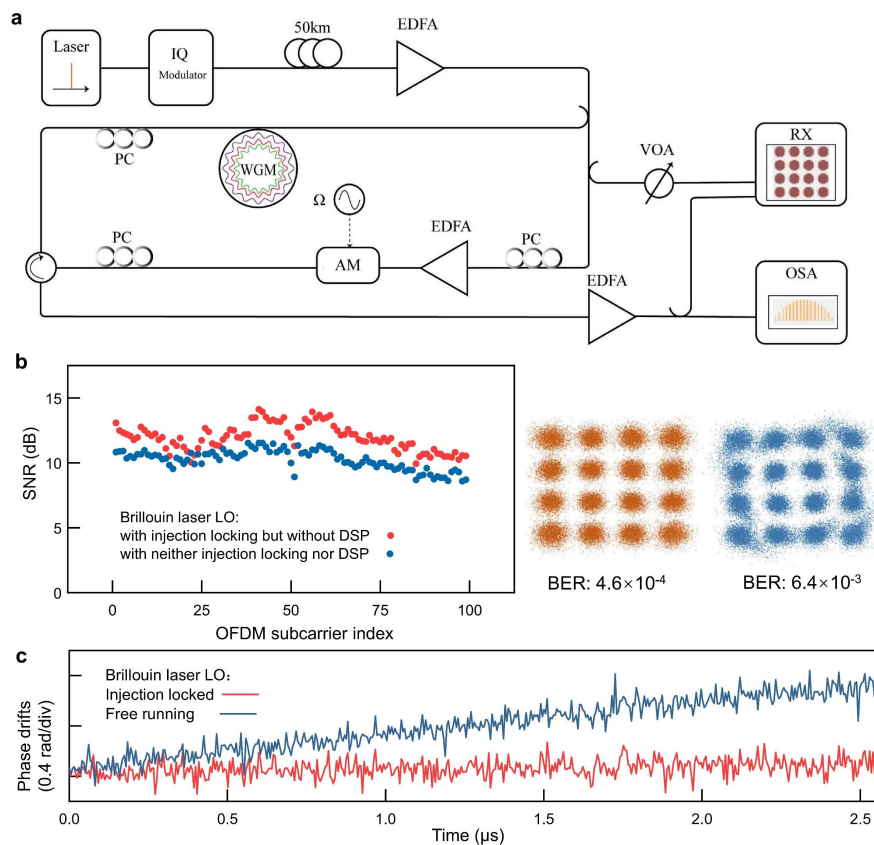 a
Laser
IQ
Modulator
50km
EDFA
PC
WGM
VOA
RX
Ω
PC
AM
EDFA
PC
EDFA
OSA
b
SNR (dB)
15
10
5
0
Brillouin laser LO:
with injection locking but without DSP
with neither injection locking nor DSP
0
25
50
75
100
OFDM subcarrier index
BER: 4.6×10⁻⁴
BER: 6.4×10⁻³
c
Phase drifts
(0.4 rad/div)
Brillouin laser LO:
Injection locked
Free running
0.0
0.5
1.0
1.5
2.0
2.5
Time (µs)